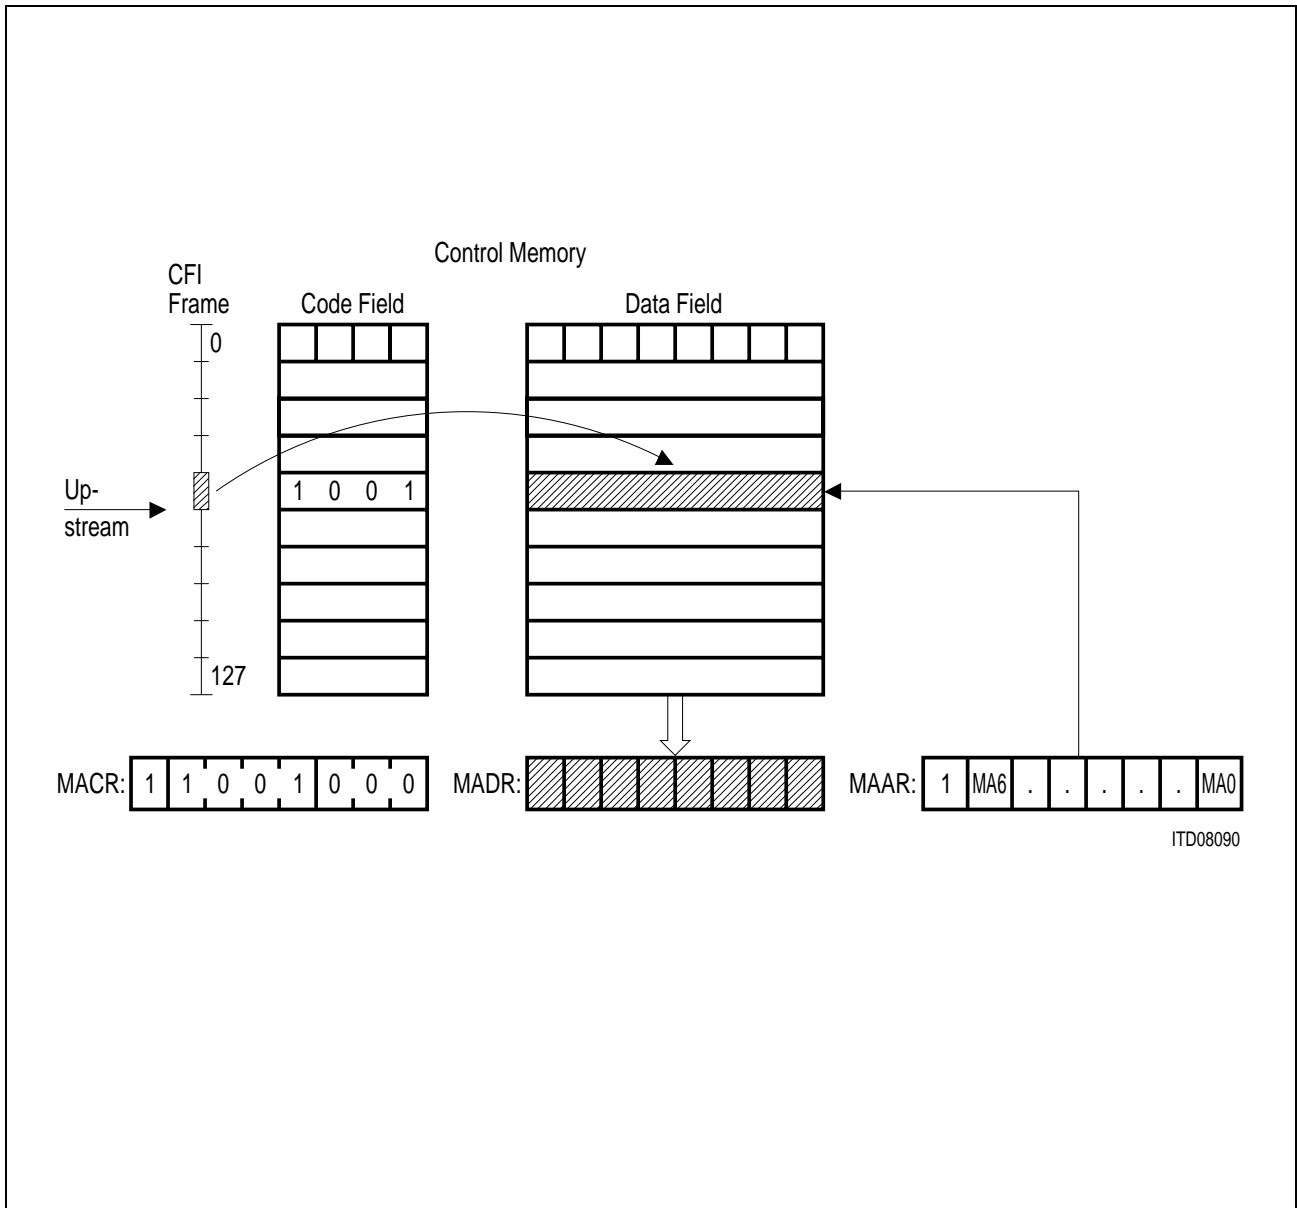 Control Memory
CFI
Frame
Code Field
Data Field
0
Up-
stream
1 0 0 1
127
MACR: 1 1 0 0 1 0 0 0
MADR:
MAAR: 1 MA6 . . . . . MA0
ITD08090